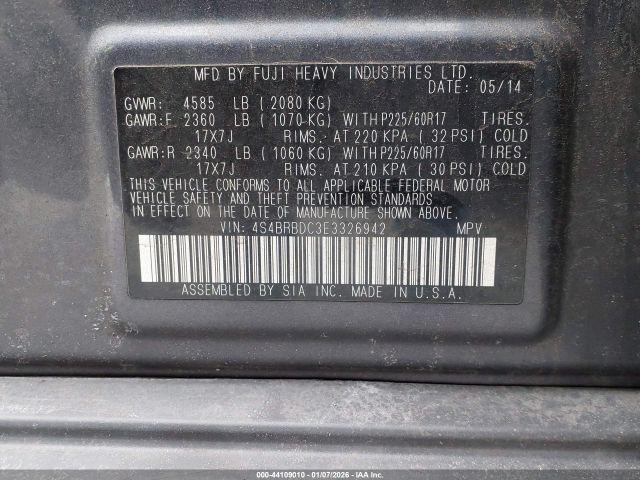 MFD BY FUJI HEAVY INDUSTRIES LTD.
DATE: 05/14
GVWR: 4585 LB ( 2080 KG)
GAWR:F 2360 LB ( 1070 KG) WITH P225/60R17 TIRES.
17X7J RIMS. AT 220 KPA ( 32 PSI) COLD
GAWR:R 2340 LB ( 1060 KG) WITH P225/60R17 TIRES.
17X7J RIMS. AT 210 KPA ( 30 PSI) COLD
THIS VEHICLE CONFORMS TO ALL APPLICABLE FEDERAL MOTOR
VEHICLE SAFETY AND THEFT PREVENTION STANDARDS
IN EFFECT ON THE DATE OF MANUFACTURE SHOWN ABOVE.
VIN: 4S4BRBDC3E3326942 MPV
ASSEMBLED BY SIA INC. MADE IN U.S.A.
000-44109010 | 01/07/2026 - IAA Inc.